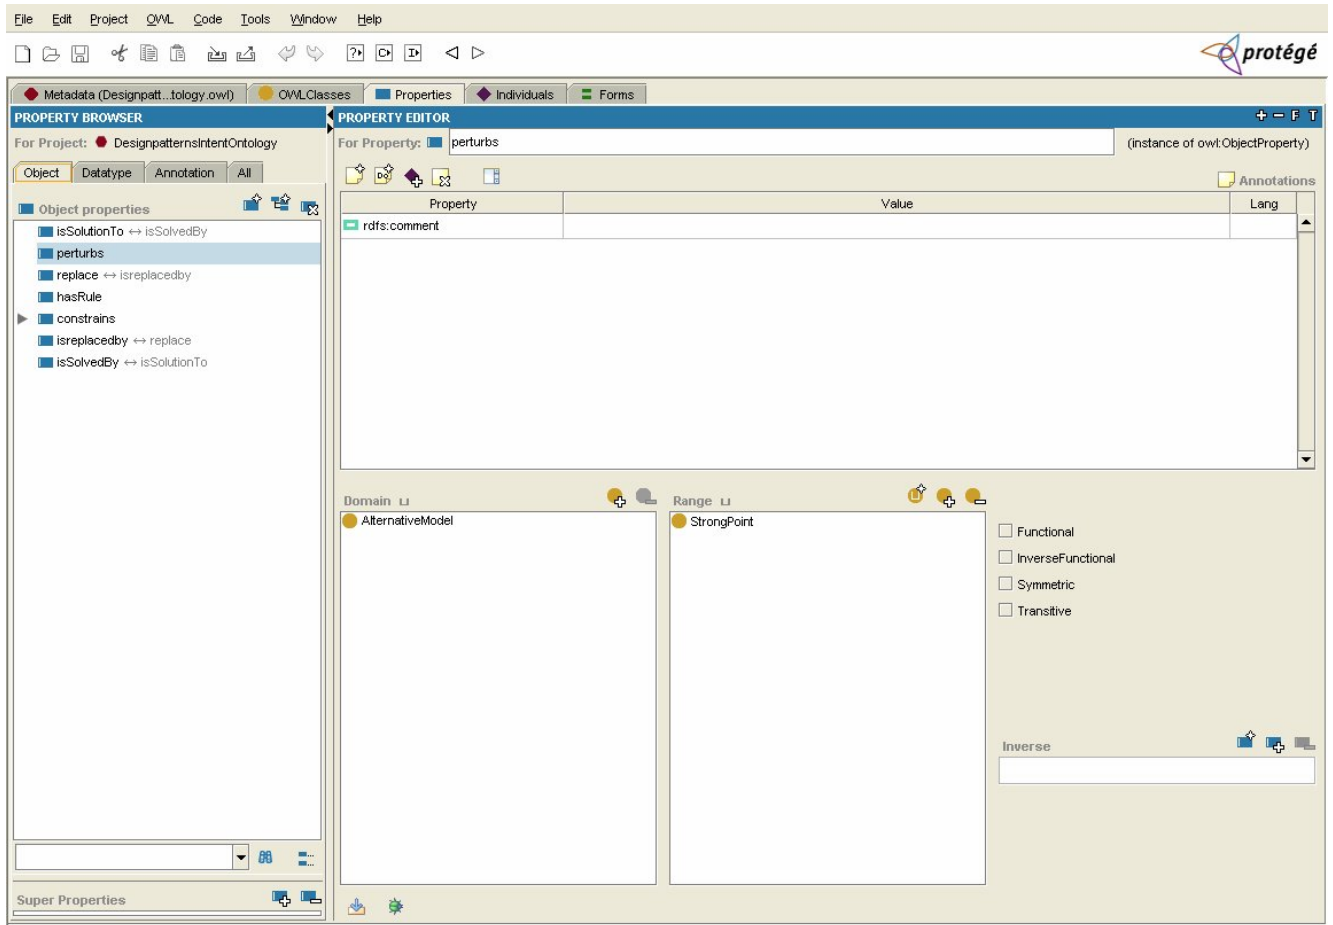 File Edit Project OWL Code Tools Window Help
protégé
Metadata (Designpatt...tology.owl) OWLClasses Properties Individuals Forms
PROPERTY BROWSER
For Project: DesignpatternsIntentOntology
Object Datatype Annotation All
Object properties
isSolutionTo ↔ isSolvedBy
perturbs
replace ↔ isreplacedby
hasRule
constrains
isreplacedby ↔ replace
isSolvedBy ↔ isSolutionTo
Super Properties
PROPERTY EDITOR F T
For Property: perturbs (instance of owl:ObjectProperty)
Annotations
Property Value Lang
rdfs:comment
Domain ⊔
AlternativeModel
Range ⊔
StrongPoint
Functional
InverseFunctional
Symmetric
Transitive
Inverse